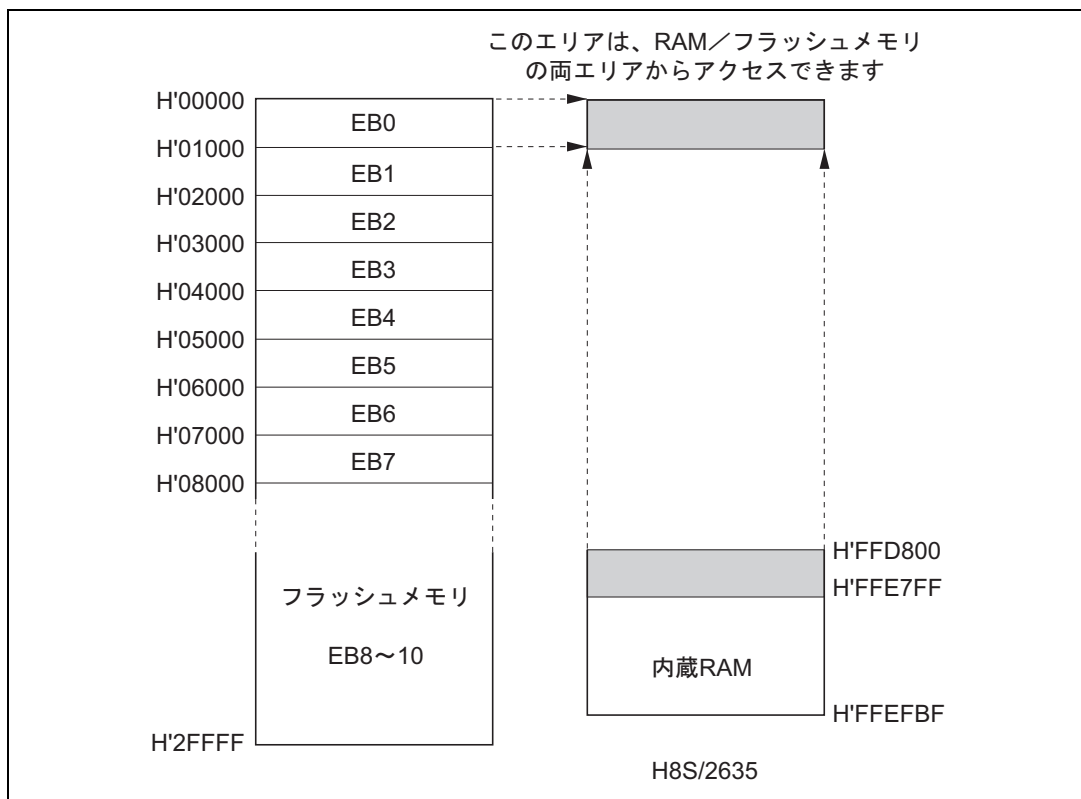 このエリアは、RAM／フラッシュメモリ
の両エリアからアクセスできます
H'00000
EB0
H'01000
EB1
H'02000
EB2
H'03000
EB3
H'04000
EB4
H'05000
EB5
H'06000
EB6
H'07000
EB7
H'08000
フラッシュメモリ
EB8～10
H'2FFFF
H'FFD800
H'FFE7FF
内蔵RAM
H'FFEFBF
H8S/2635